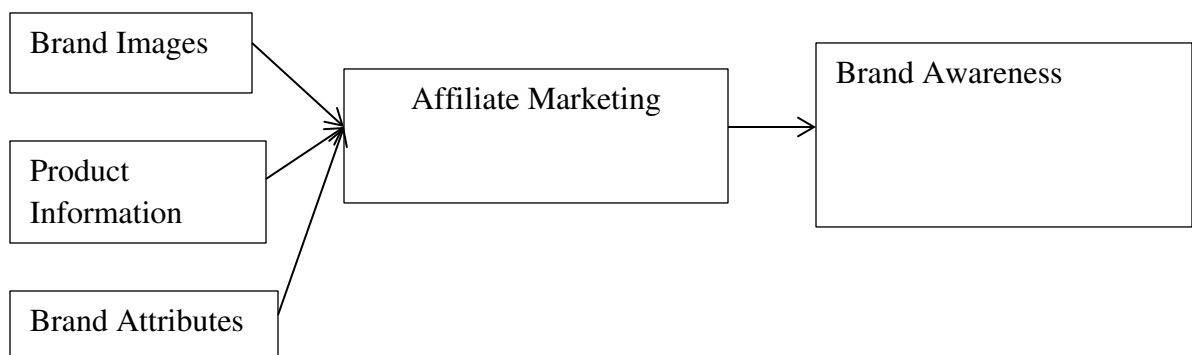 Brand Images
Product
Information
Brand Attributes
Affiliate Marketing
Brand Awareness